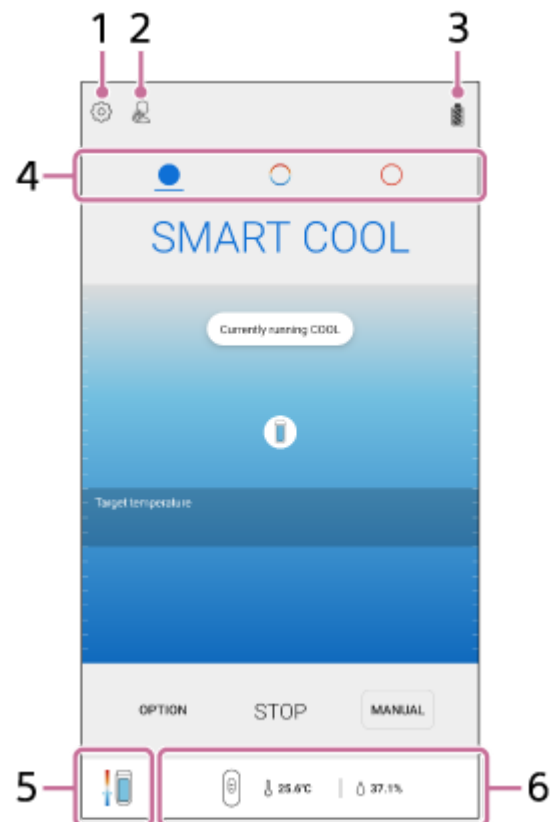 1 2 3
4
SMART COOL
Currently running COOL
Target temperature
OPTION STOP MANUAL
5 25.6°C 37.1% 6